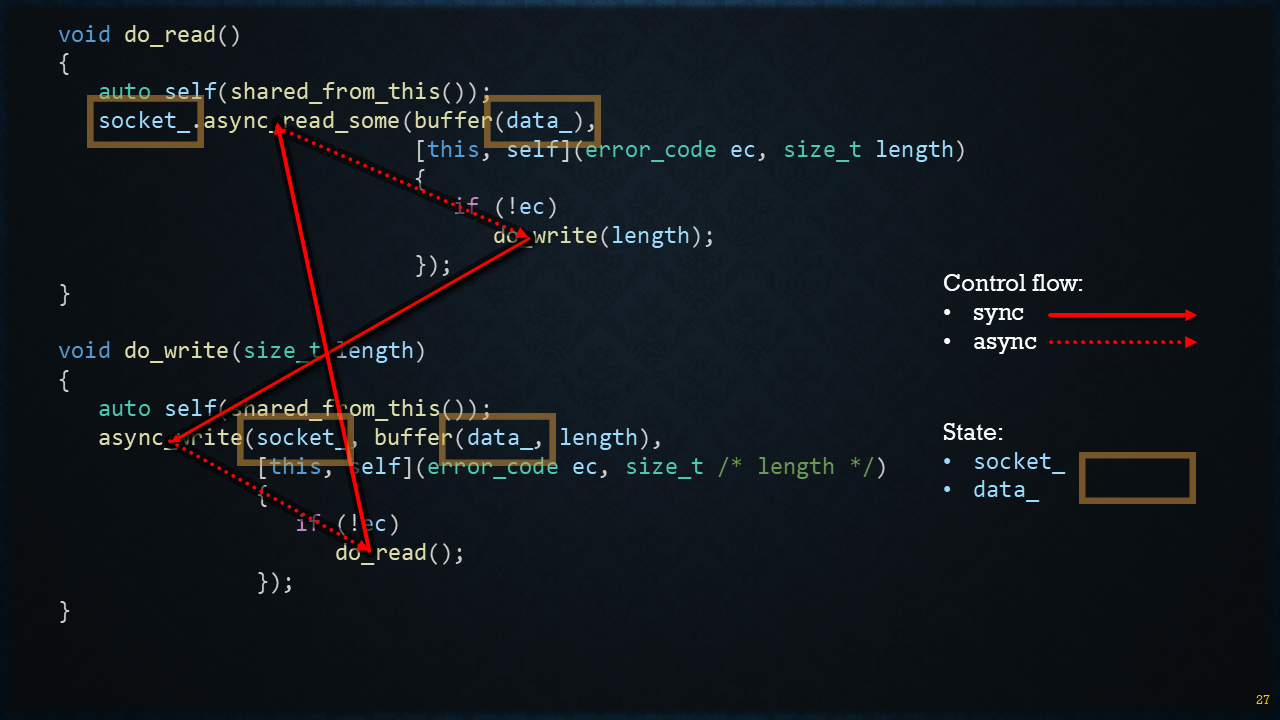 void do_read()
{
auto self(shared_from_this());
socket_.async_read_some(buffer(data_),
[this, self](error_code ec, size_t length)
{
if (!ec)
do_write(length);
});
}
void do_write(size_t length)
{
auto self(shared_from_this());
async_write(socket_, buffer(data_, length),
[this, self](error_code ec, size_t /* length */)
{
if (!ec)
do_read();
});
}
Control flow:
• sync
• async
State:
• socket_
• data_
27